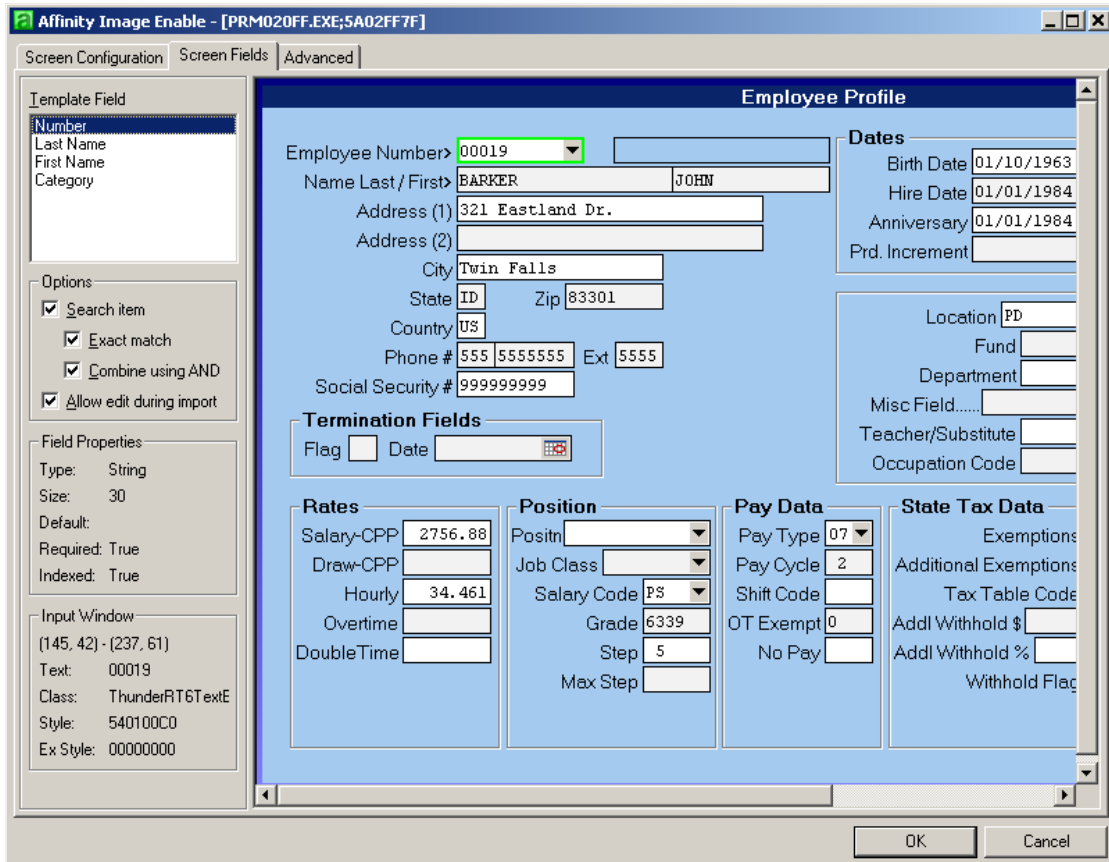 Affinity Image Enable - [PRM020FF.EXE;5A02FF7F]
Screen Configuration Screen Fields Advanced
Template Field
Number
Last Name
First Name
Category
Options
Search item
Exact match
Combine using AND
Allow edit during import
Field Properties
Type: String
Size: 30
Default:
Required: True
Indexed: True
Input Window
(145, 42) - (237, 61)
Text: 00019
Class: ThunderRT6TextE
Style: 540100C0
Ex Style: 00000000
Employee Profile
Employee Number> 00019
Name Last / First> BARKER JOHN
Address (1) 321 Eastland Dr.
Address (2)
City Twin Falls
State ID Zip 83301
Country US
Phone # 555 5555555 Ext 5555
Social Security # 999999999
Termination Fields
Flag Date
Dates
Birth Date 01/10/1963
Hire Date 01/01/1984
Anniversary 01/01/1984
Prd. Increment
Location PD
Fund
Department
Misc Field......
Teacher/Substitute
Occupation Code
Rates
Salary-CPP 2756.88
Draw-CPP
Hourly 34.461
Overtime
DoubleTime
Position
Positn
Job Class
Salary Code PS
Grade 6339
Step 5
Max Step
Pay Data
Pay Type 07
Pay Cycle 2
Shift Code
OT Exempt 0
No Pay
State Tax Data
Exemptions
Additional Exemptions
Tax Table Code
Addl Withhold $
Addl Withhold %
Withhold Flag
OK Cancel